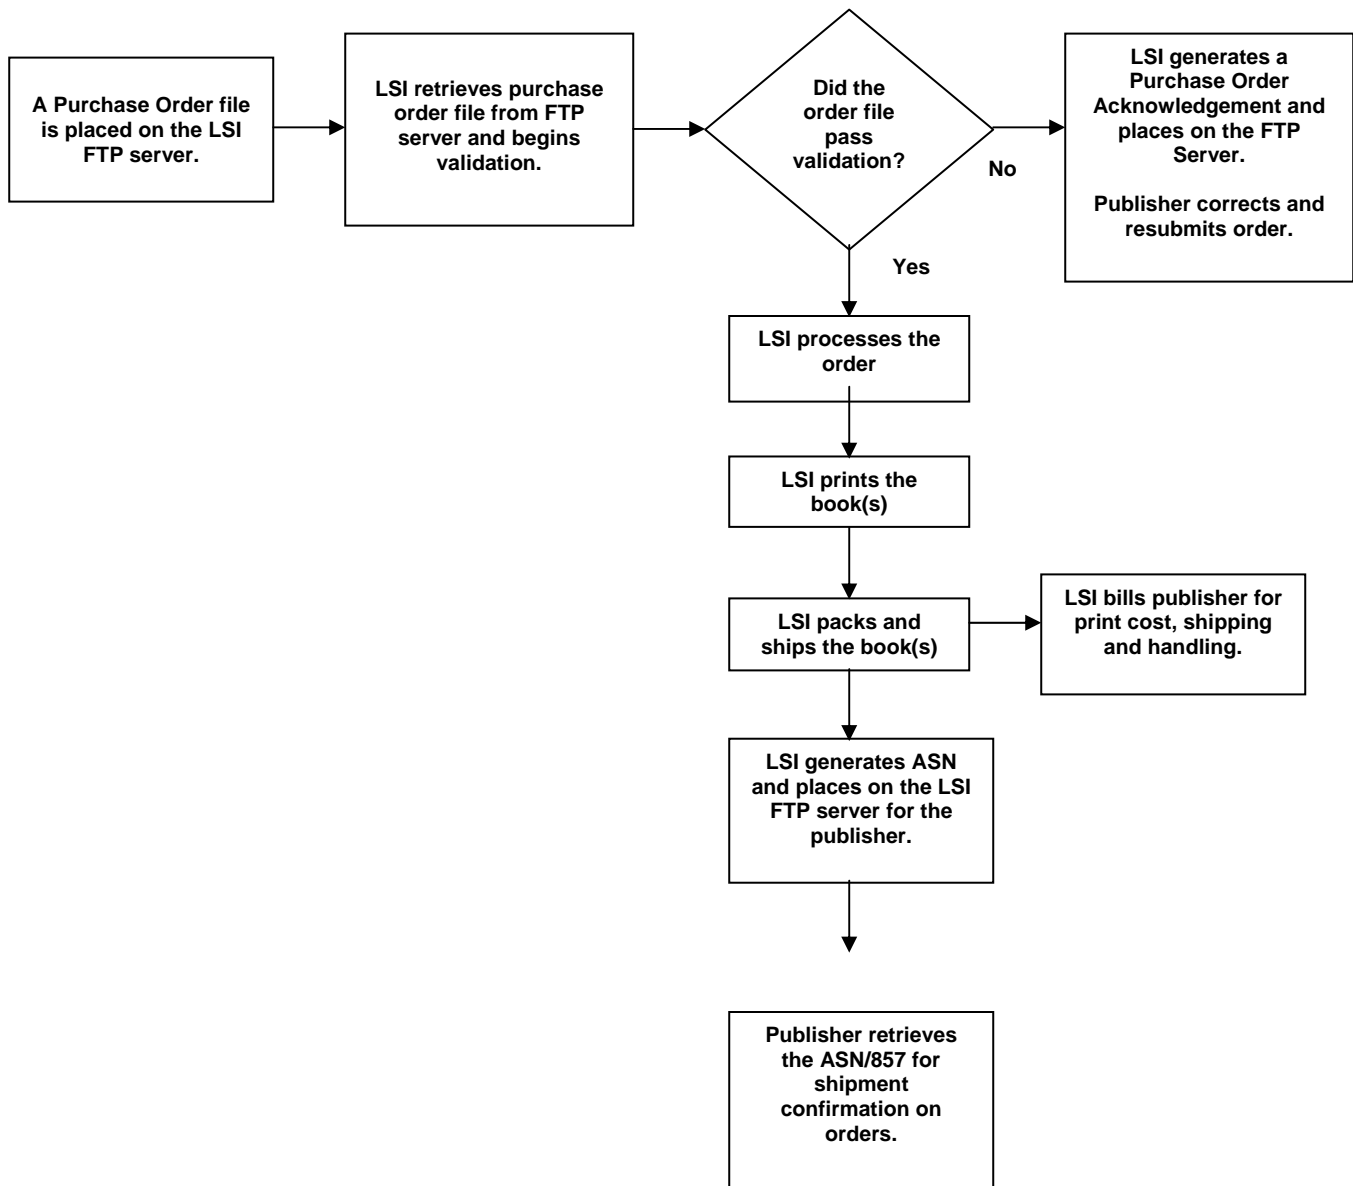 A Purchase Order file
is placed on the LSI
FTP server.
LSI retrieves purchase
order file from FTP
server and begins
validation.
Did the
order file
pass
validation?
No
LSI generates a
Purchase Order
Acknowledgement and
places on the FTP
Server.
Publisher corrects and
resubmits order.
Yes
LSI processes the
order
LSI prints the
book(s)
LSI packs and
ships the book(s)
LSI bills publisher for
print cost, shipping
and handling.
LSI generates ASN
and places on the LSI
FTP server for the
publisher.
Publisher retrieves
the ASN/857 for
shipment
confirmation on
orders.